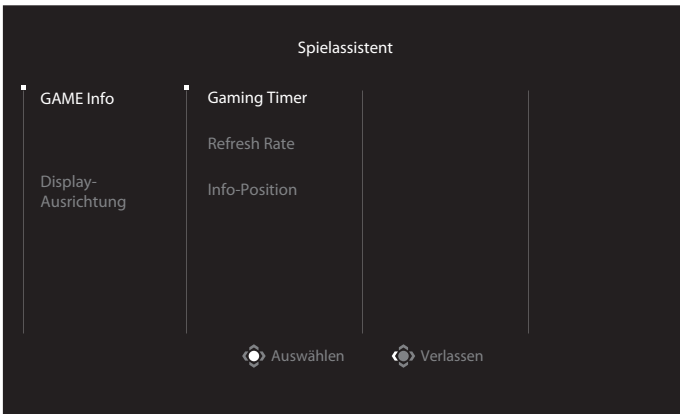 Spielassistent
GAME Info
Display-
Ausrichtung
Gaming Timer
Refresh Rate
Info-Position
Auswählen
Verlassen